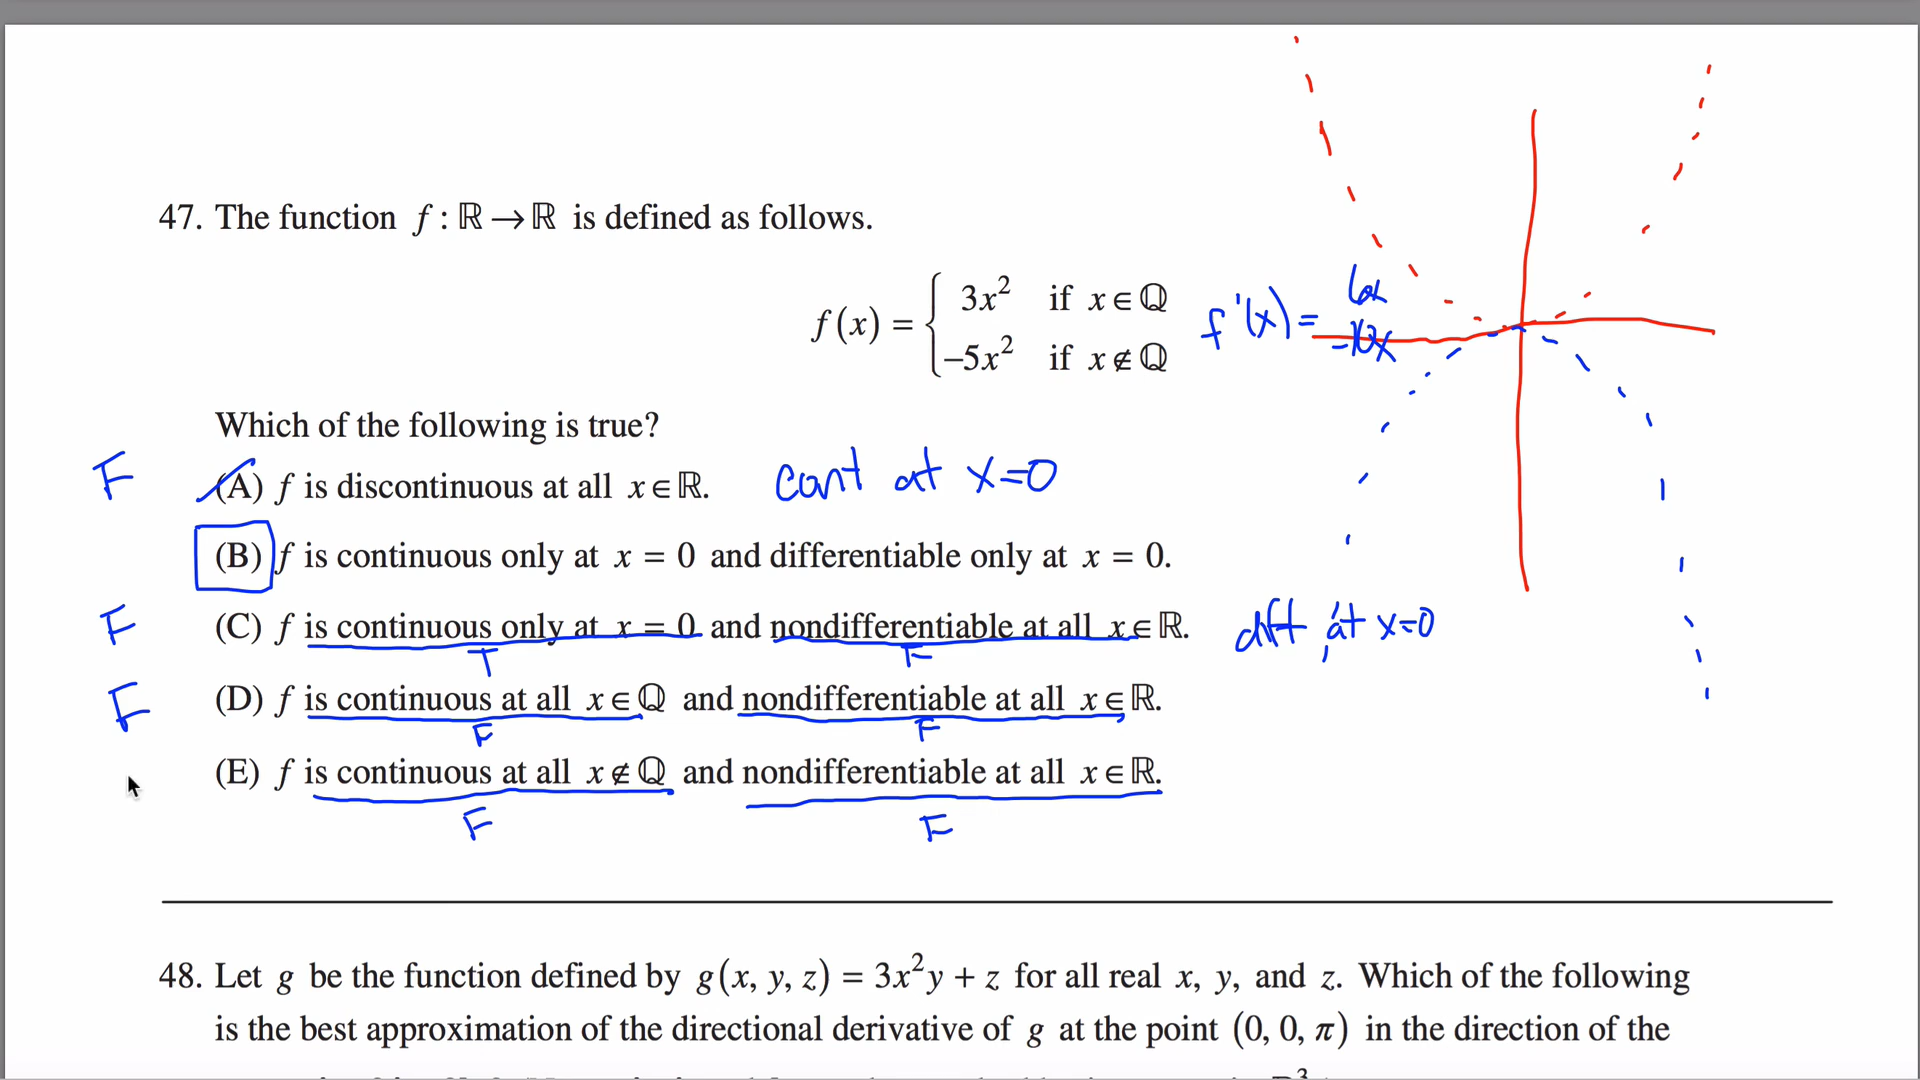 47. The function f : ℝ → ℝ is defined as follows.
f(x) = { 3x² if x ∈ ℚ
−5x² if x ∉ ℚ
f'(x) = 6x
-10x
Which of the following is true?
F (A) f is discontinuous at all x ∈ ℝ. cont at x=0
(B) f is continuous only at x = 0 and differentiable only at x = 0.
F (C) f is continuous only at x = 0 and nondifferentiable at all x ∈ ℝ. diff at x=0
T F
F (D) f is continuous at all x ∈ ℚ and nondifferentiable at all x ∈ ℝ.
F F
(E) f is continuous at all x ∉ ℚ and nondifferentiable at all x ∈ ℝ.
F F
48. Let g be the function defined by g(x, y, z) = 3x²y + z for all real x, y, and z. Which of the following
is the best approximation of the directional derivative of g at the point (0, 0, π) in the direction of the